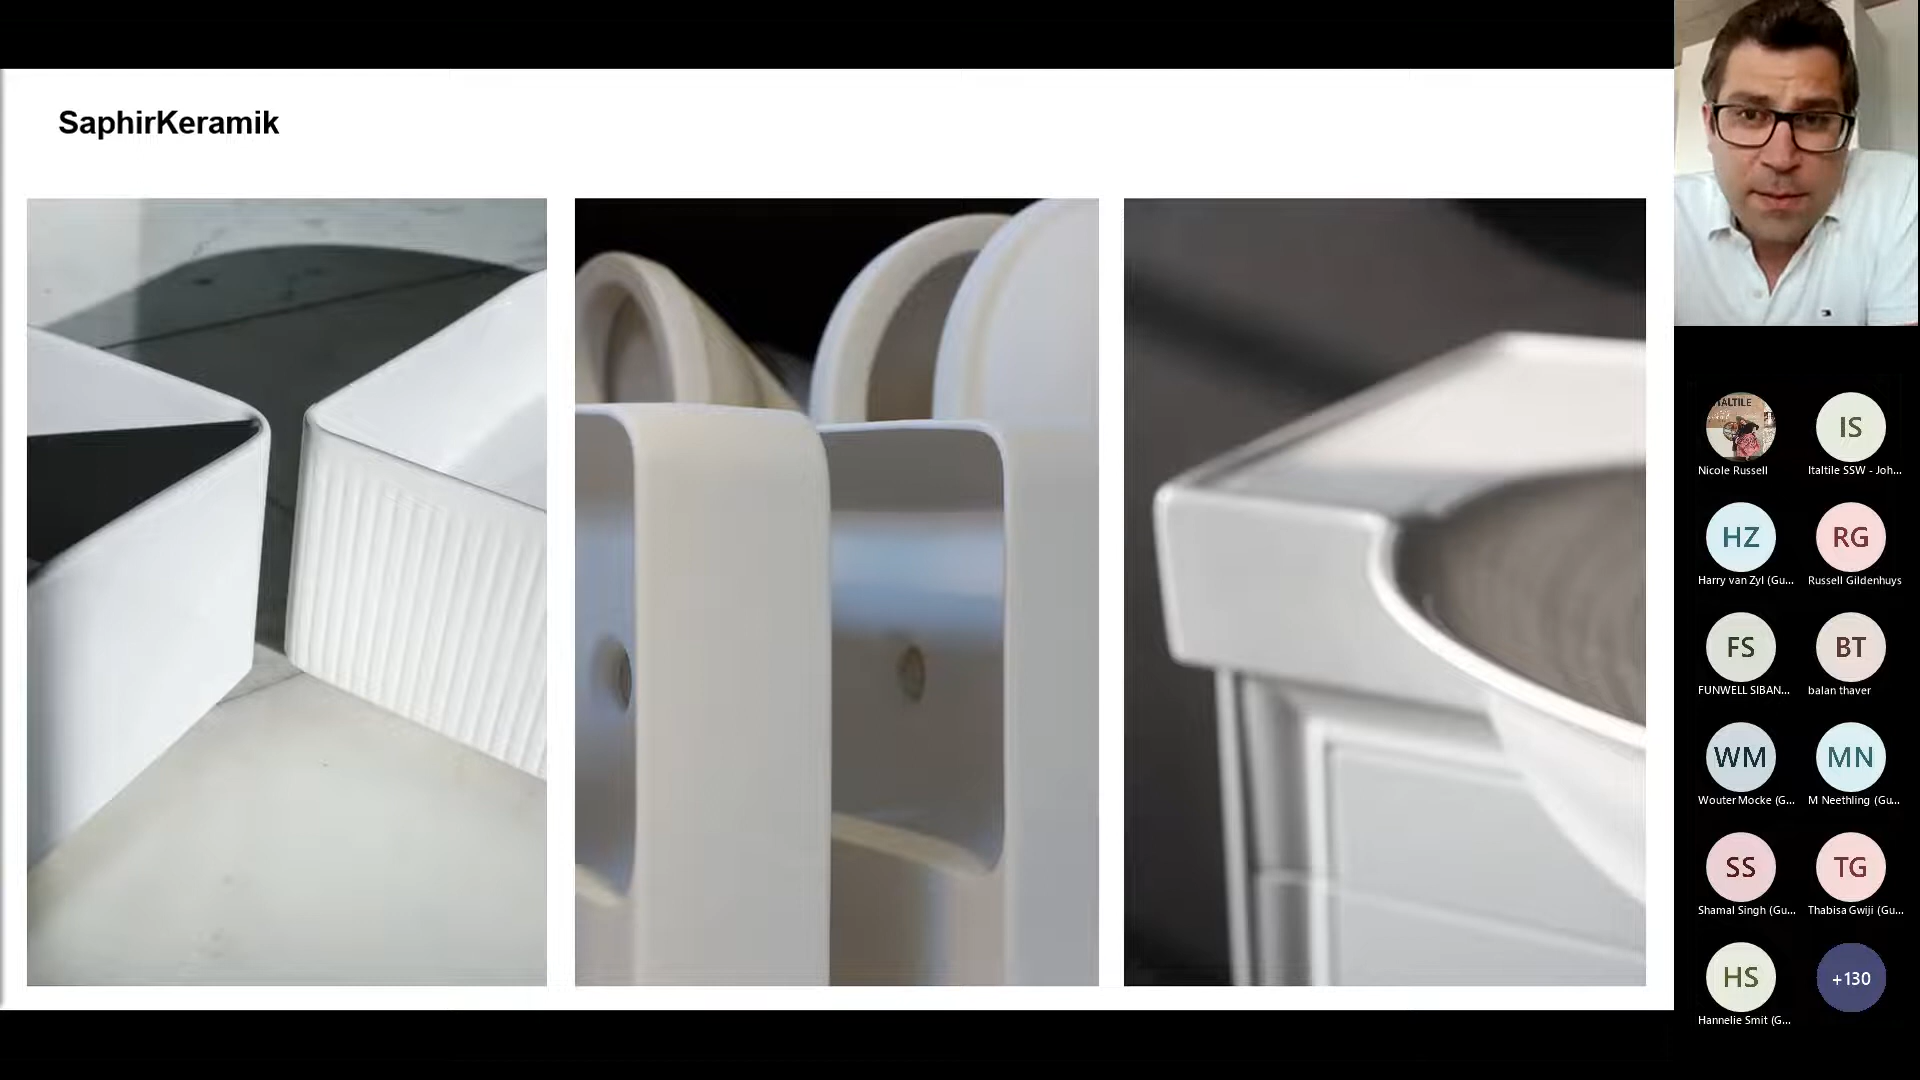 SaphirKeramik
ITALTILE
IS
Nicole Russell
Italtile SSW - Joh...
HZ
RG
Harry van Zyl (Gu...
Russell Gildenhuys
FS
BT
FUNWELL SIBAN...
balan thaver
WM
MN
Wouter Mocke (G...
M Neethling (Gu...
SS
TG
Shamal Singh (Gu...
Thabisa Gwiji (Gu...
HS
+130
Hannelie Smit (G...